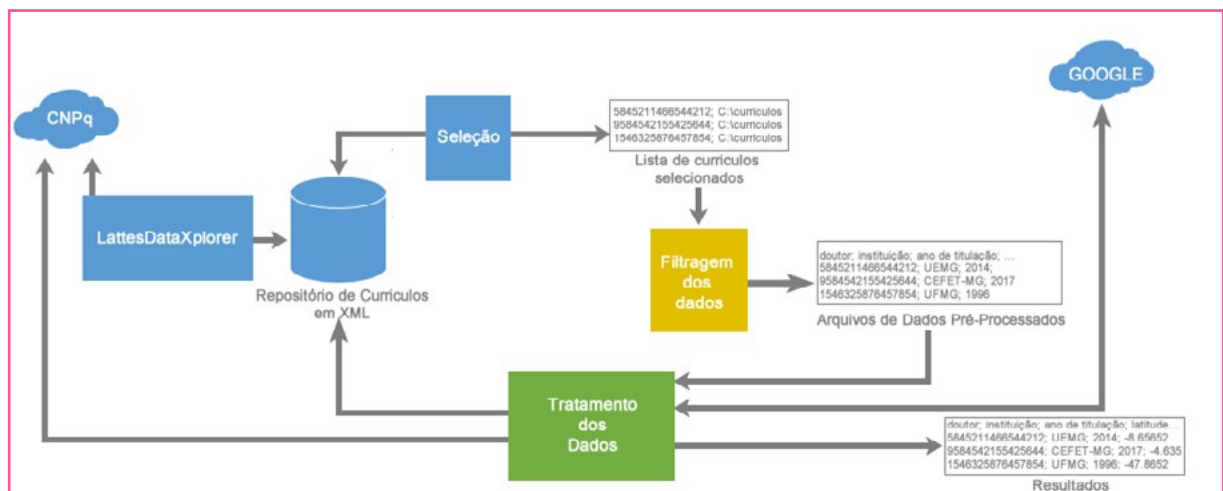 CNPq
GOOGLE
Seleção
5845211466544212; C:\curriculos
9584542155425644; C:\curriculos
1546325876457854; C:\curriculos
Lista de curriculos
selecionados
LattesDataXplorer
Repositório de Curriculos
em XML
Filtragem
dos
dados
doutor; instituição; ano de titulação; ...
5845211466544212; UEMG; 2014;
9584542155425644; CEFET-MG; 2017
1546325876457854; UFMG; 1996
Arquivos de Dados Pré-Processados
Tratamento
dos
Dados
doutor; instituição; ano de titulação; latitude...
5845211466544212; UEMG; 2014; -8.65652
9584542155425644; CEFET-MG; 2017; -4.635
1546325876457854; UFMG; 1996; -47.8652
Resultados